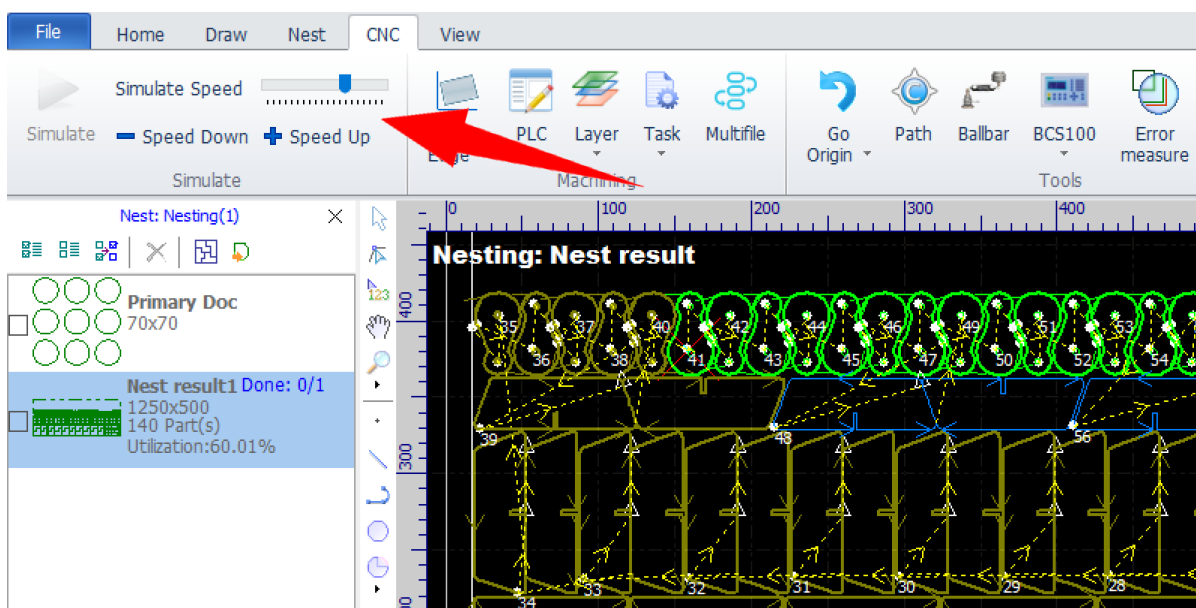 File Home Draw Nest CNC View
Simulate Speed
Simulate Speed Down Speed Up
Simulate
Edge PLC Layer Task Multifile
Machining
Go Origin Path Ballbar BCS100 Error measure
Tools
Nest: Nesting(1)
Primary Doc
70x70
Nest result1 Done: 0/1
1250x500
140 Part(s)
Utilization:60.01%
123
0 100 200 300 400
400
300
Nesting: Nest result
35 37 40 42 44 46 49 51 53
36 38 41 43 45 47 50 52 54
39 48 56
34 33 32 31 30 29 28